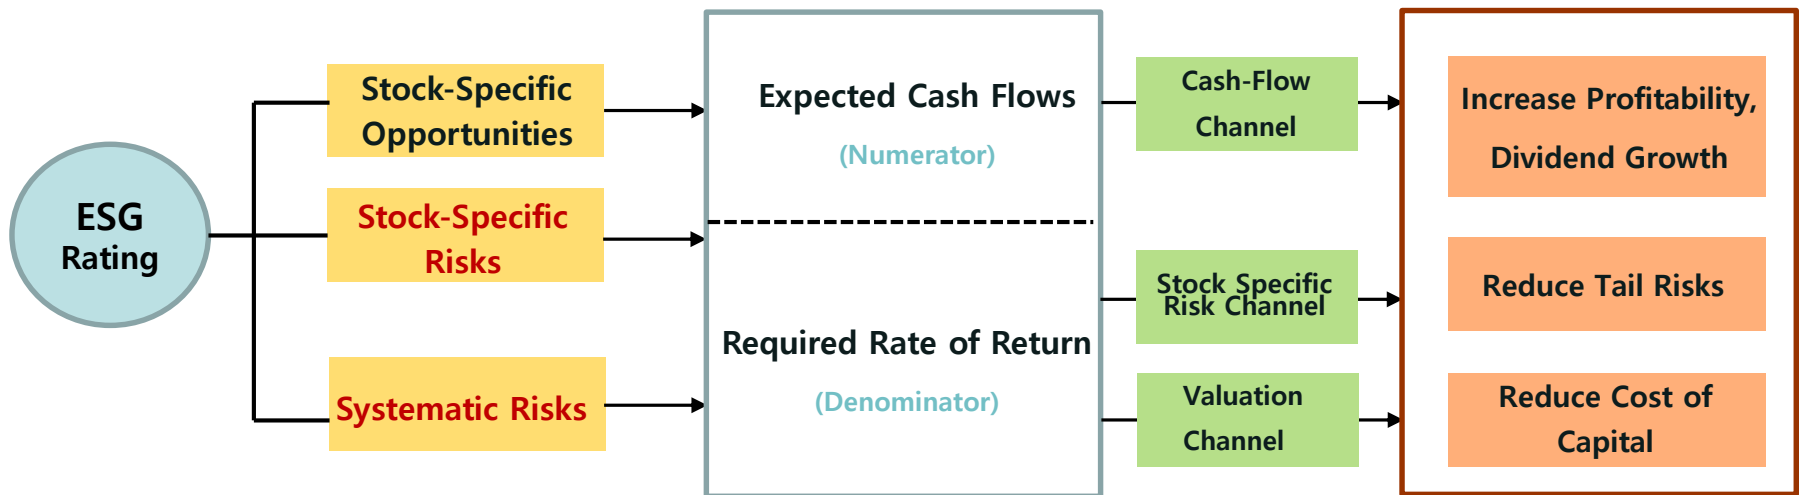 ESG
Rating
Stock-Specific
Opportunities
Stock-Specific
Risks
Systematic Risks
Expected Cash Flows
(Numerator)
Required Rate of Return
(Denominator)
Cash-Flow
Channel
Stock Specific
Risk Channel
Valuation
Channel
Increase Profitability,
Dividend Growth
Reduce Tail Risks
Reduce Cost of
Capital